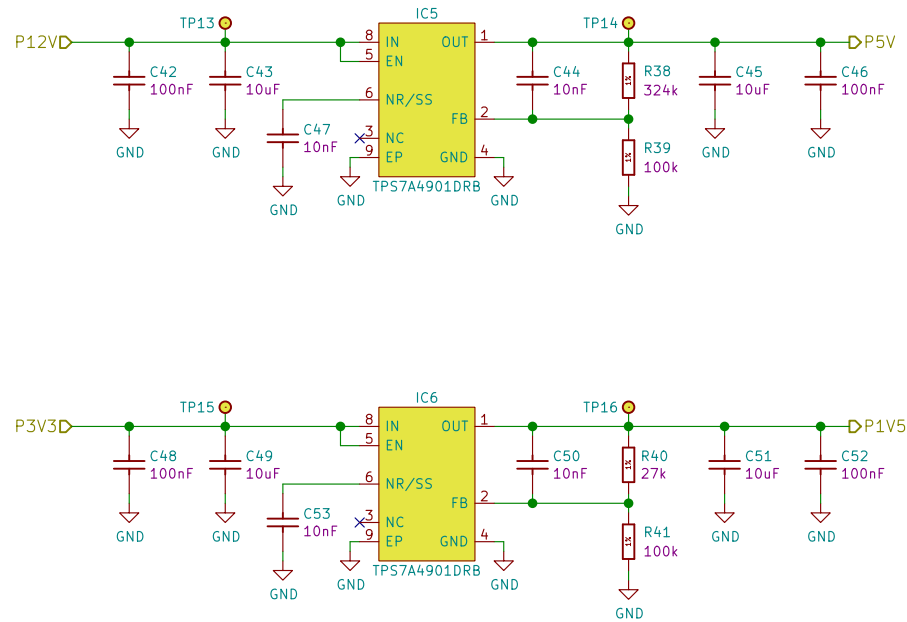 IC5
TP13
TP14
P12V
8
IN
OUT
1
P5V
5
EN
C42
100nF
C43
10uF
C44
10nF
1%
R38
324k
C45
10uF
C46
100nF
6
NR/SS
FB
2
C47
10nF
3
NC
9
EP
GND
4
1%
R39
100k
GND
GND
GND
GND
TPS7A4901DRB
GND
GND
GND
GND
IC6
TP15
TP16
P3V3
8
IN
OUT
1
P1V5
5
EN
C48
100nF
C49
10uF
C50
10nF
1%
R40
27k
C51
10uF
C52
100nF
6
NR/SS
FB
2
C53
10nF
3
NC
9
EP
GND
4
1%
R41
100k
GND
GND
GND
GND
TPS7A4901DRB
GND
GND
GND
GND